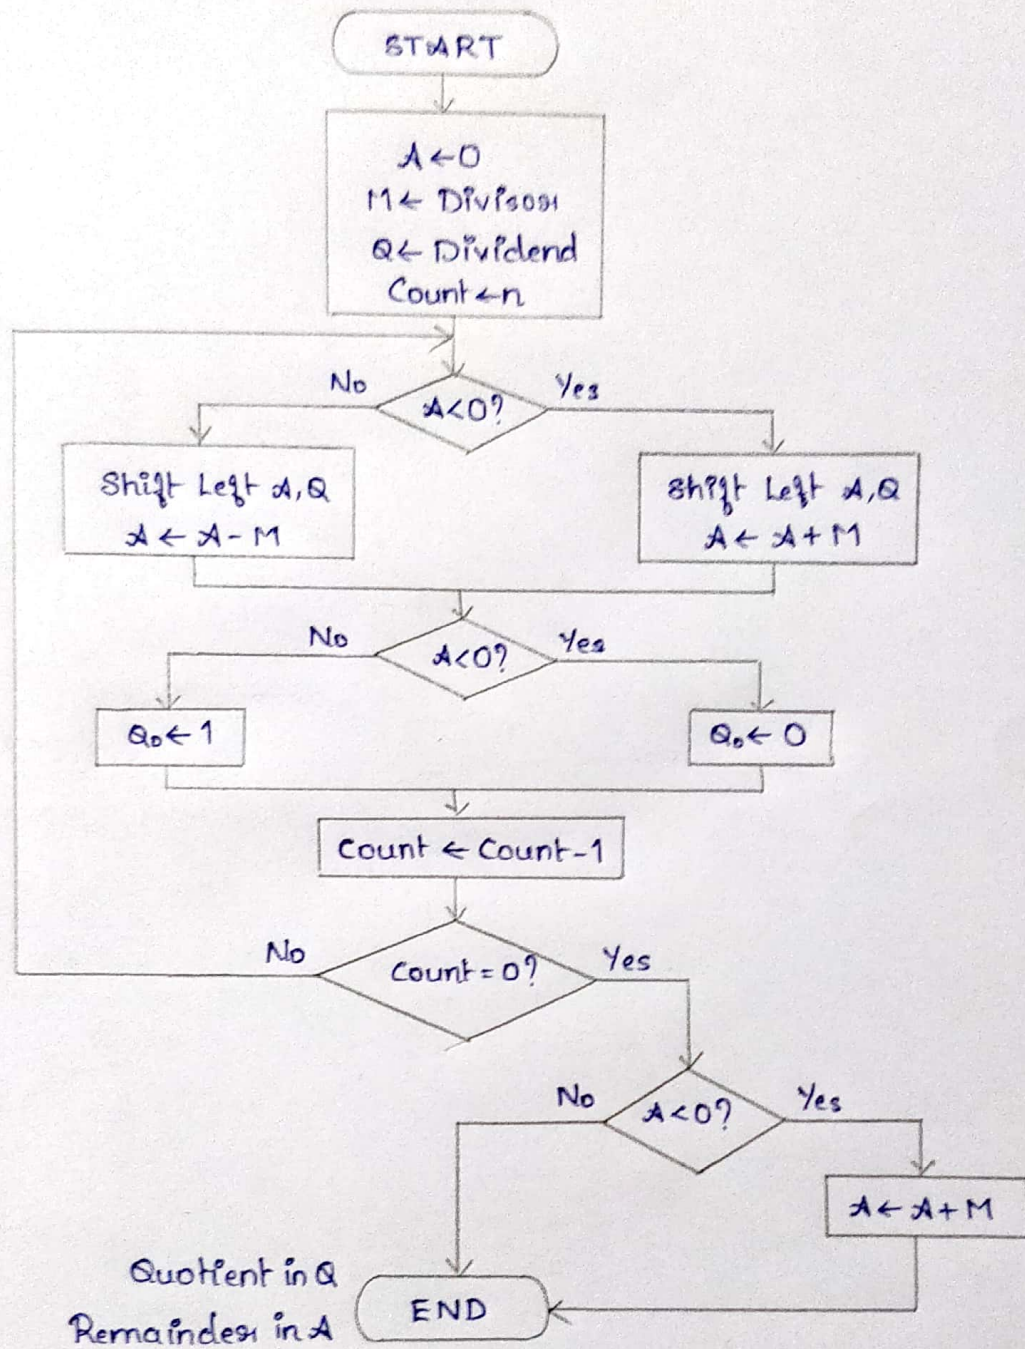 START
A ← 0
M ← Divisor
Q ← Dividend
Count ← n
No
A<0?
Yes
Shift Left A,Q
A ← A - M
Shift Left A,Q
A ← A + M
No
A<0?
Yes
Q₀ ← 1
Q₀ ← 0
Count ← Count-1
No
Count = 0?
Yes
No
A<0?
Yes
A ← A + M
Quotient in Q
Remainder in A
END